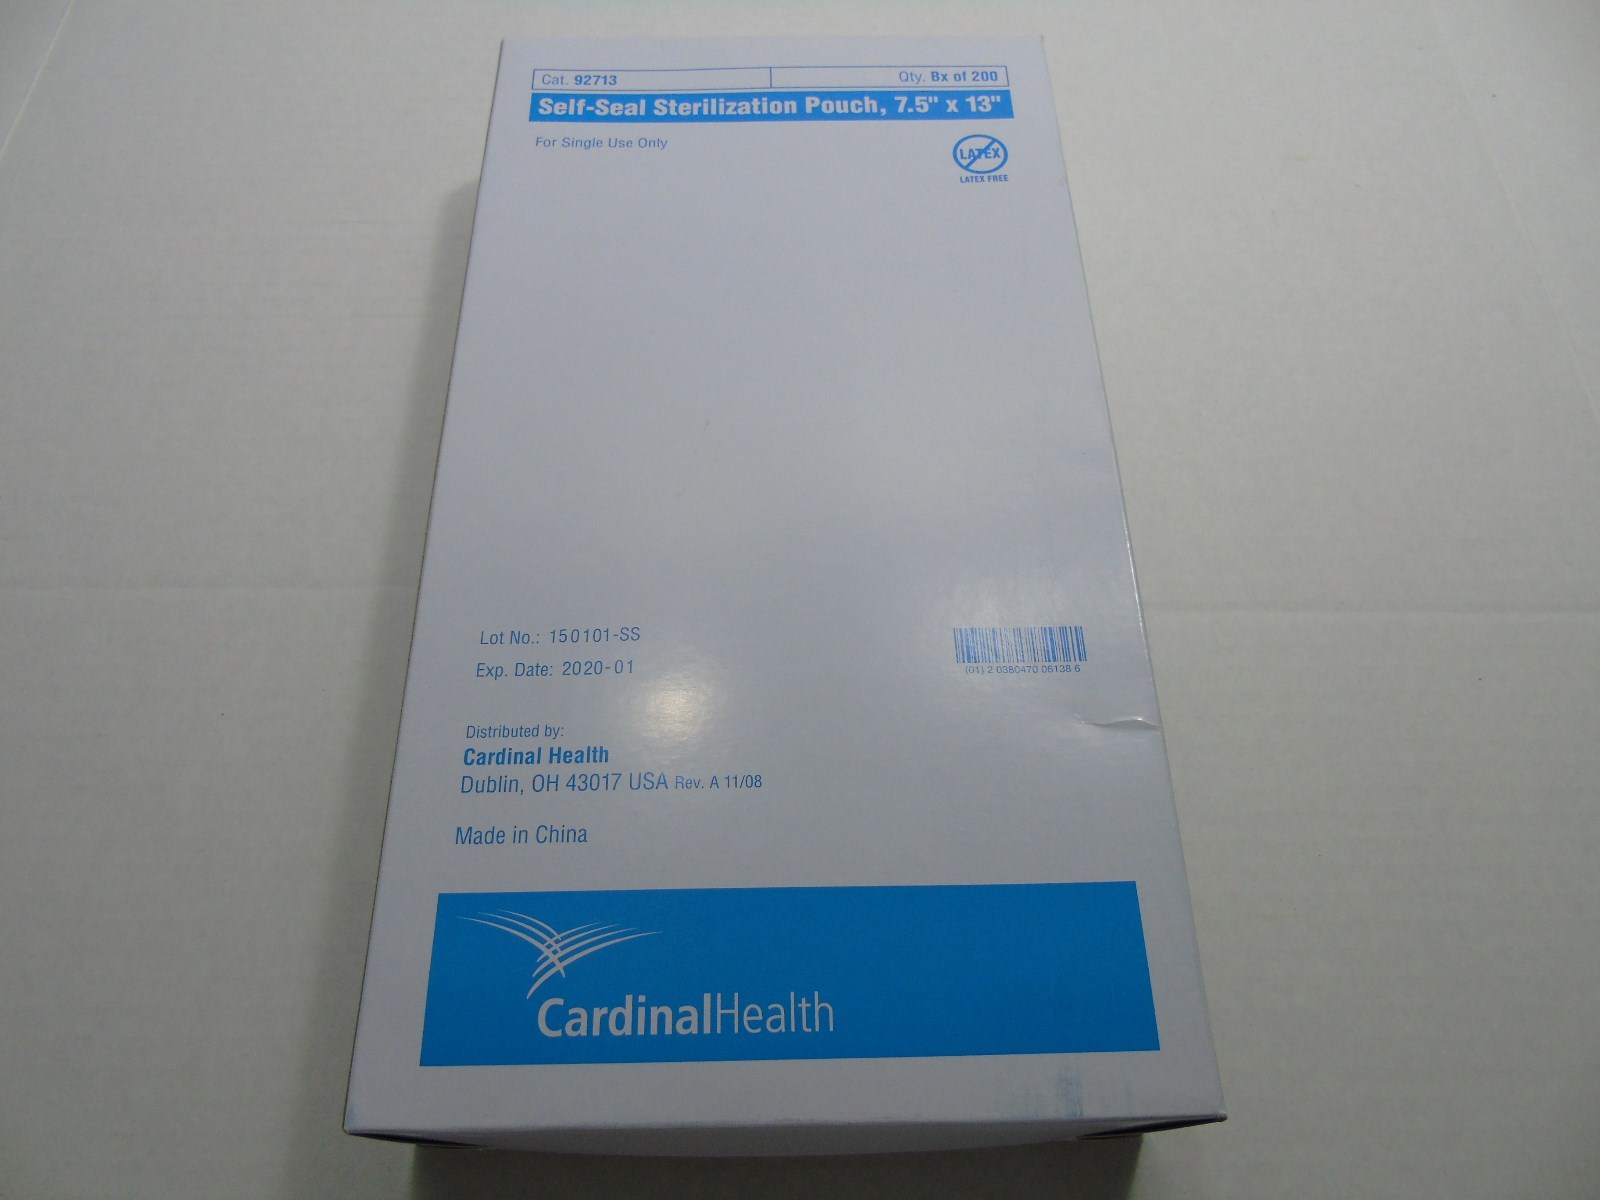 Cat. 92713
Qty. Bx of 200
Self-Seal Sterilization Pouch, 7.5" x 13"
For Single Use Only
LATEX
LATEX FREE
Lot No.: 150101-SS
Exp. Date: 2020-01
(01) 2 0380470 06138 6
Distributed by:
Cardinal Health
Dublin, OH 43017 USA Rev. A 11/08
Made in China
CardinalHealth